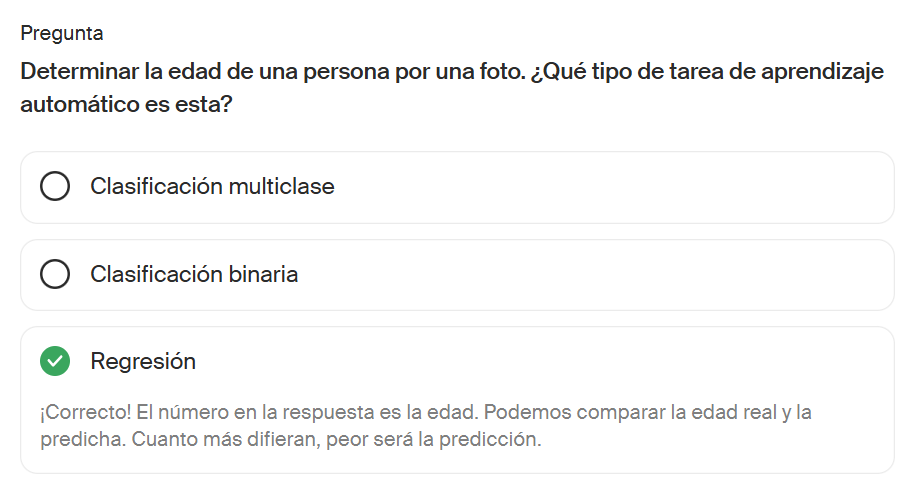 Pregunta
Determinar la edad de una persona por una foto. ¿Qué tipo de tarea de aprendizaje
automático es esta?
Clasificación multiclase
Clasificación binaria
Regresión
¡Correcto! El número en la respuesta es la edad. Podemos comparar la edad real y la
predicha. Cuanto más difieran, peor será la predicción.